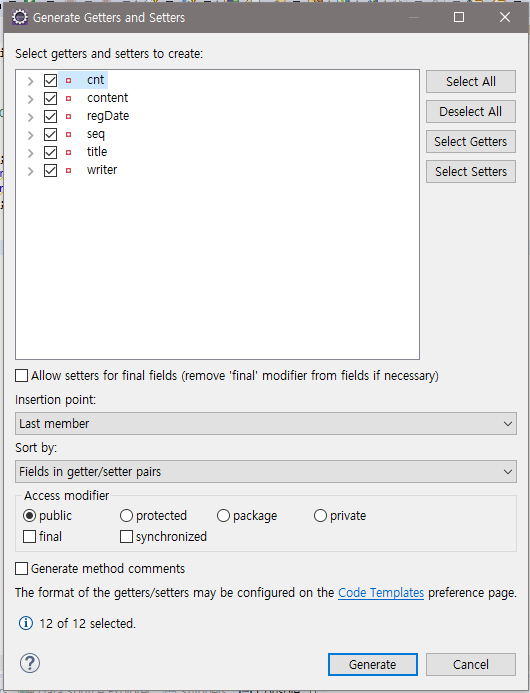 Generate Getters and Setters
Select getters and setters to create:
cnt
content
regDate
seq
title
writer
Select All
Deselect All
Select Getters
Select Setters
Allow setters for final fields (remove 'final' modifier from fields if necessary)
Insertion point:
Last member
Sort by:
Fields in getter/setter pairs
Access modifier
public protected package private
final synchronized
Generate method comments
The format of the getters/setters may be configured on the Code Templates preference page.
12 of 12 selected.
Generate Cancel